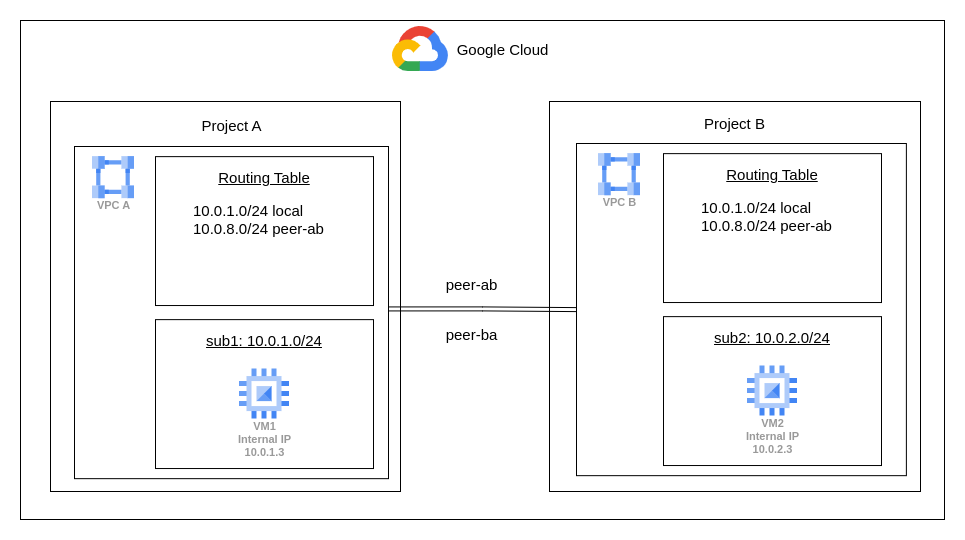 Google Cloud
Project A
VPC A
Routing Table
10.0.1.0/24 local
10.0.8.0/24 peer-ab
sub1: 10.0.1.0/24
VM1
Internal IP
10.0.1.3
peer-ab
peer-ba
Project B
VPC B
Routing Table
10.0.1.0/24 local
10.0.8.0/24 peer-ab
sub2: 10.0.2.0/24
VM2
Internal IP
10.0.2.3